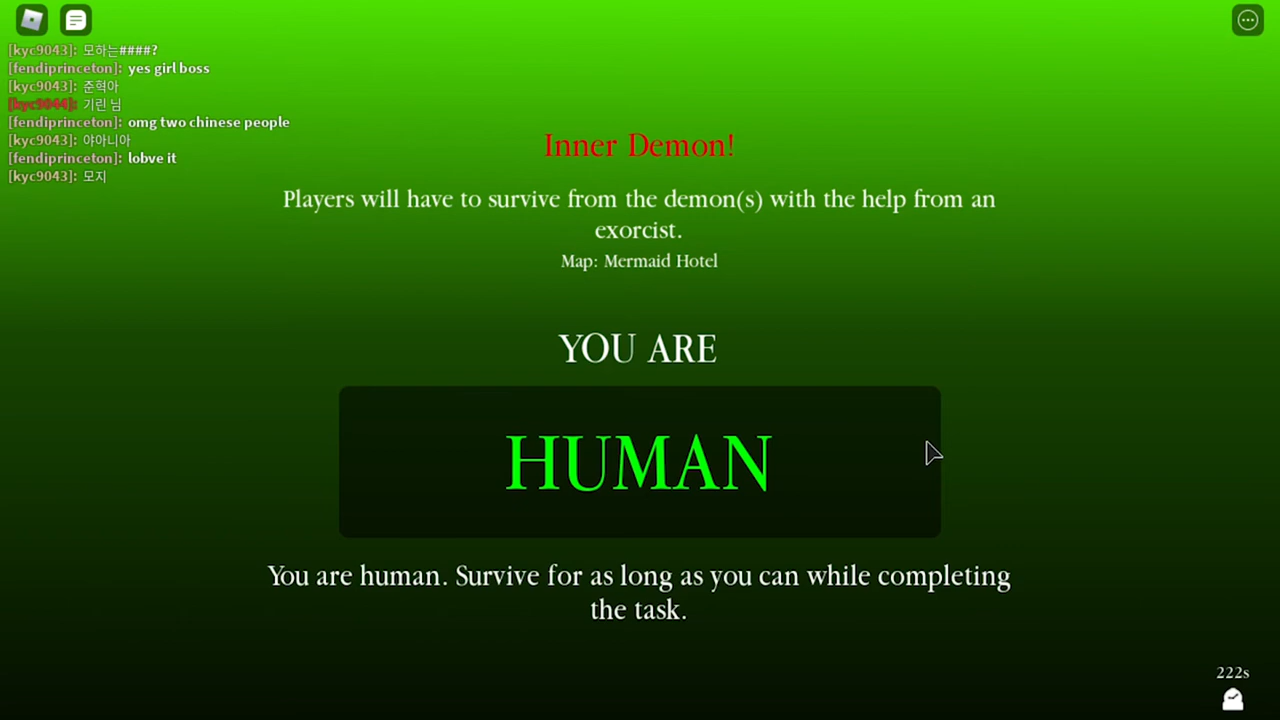 [kyc9043]: 모하는####?
[fendiprinceton]: yes girl boss
[kyc9043]: 준혁아
[kyc9044]: 기린 님
[fendiprinceton]: omg two chinese people
[kyc9043]: 야아니아
[fendiprinceton]: lobve it
[kyc9043]: 모지
Inner Demon!
Players will have to survive from the demon(s) with the help from an
exorcist.
Map: Mermaid Hotel
YOU ARE
HUMAN
You are human. Survive for as long as you can while completing
the task.
222s